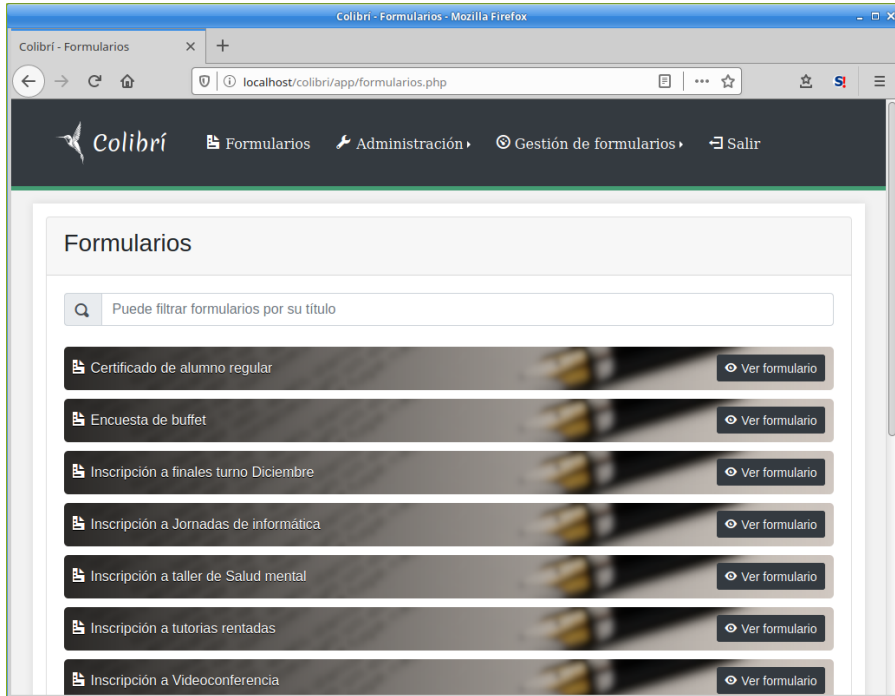 Colibrí - Formularios - Mozilla Firefox
Colibrí - Formularios
localhost/colibri/app/formularios.php
S!
Colibrí Formularios Administración Gestión de formularios Salir
Formularios
Puede filtrar formularios por su título
Certificado de alumno regular Ver formulario
Encuesta de buffet Ver formulario
Inscripción a finales turno Diciembre Ver formulario
Inscripción a Jornadas de informática Ver formulario
Inscripción a taller de Salud mental Ver formulario
Inscripción a tutorias rentadas Ver formulario
Inscripción a Videoconferencia Ver formulario